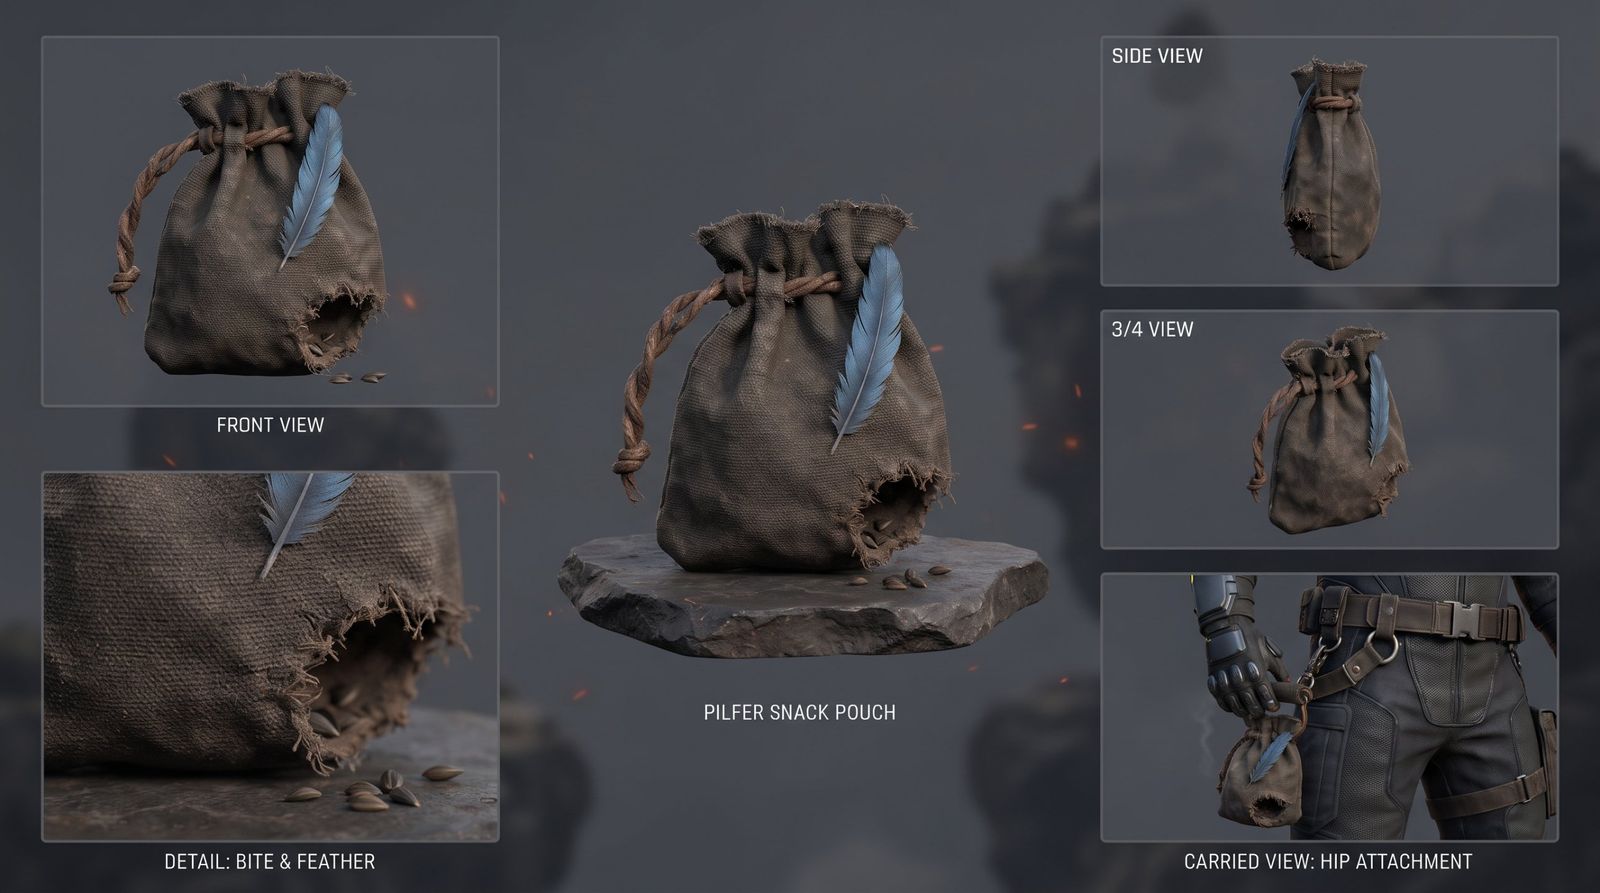 FRONT VIEW
DETAIL: BITE & FEATHER
PILFER SNACK POUCH
SIDE VIEW
3/4 VIEW
CARRIED VIEW: HIP ATTACHMENT